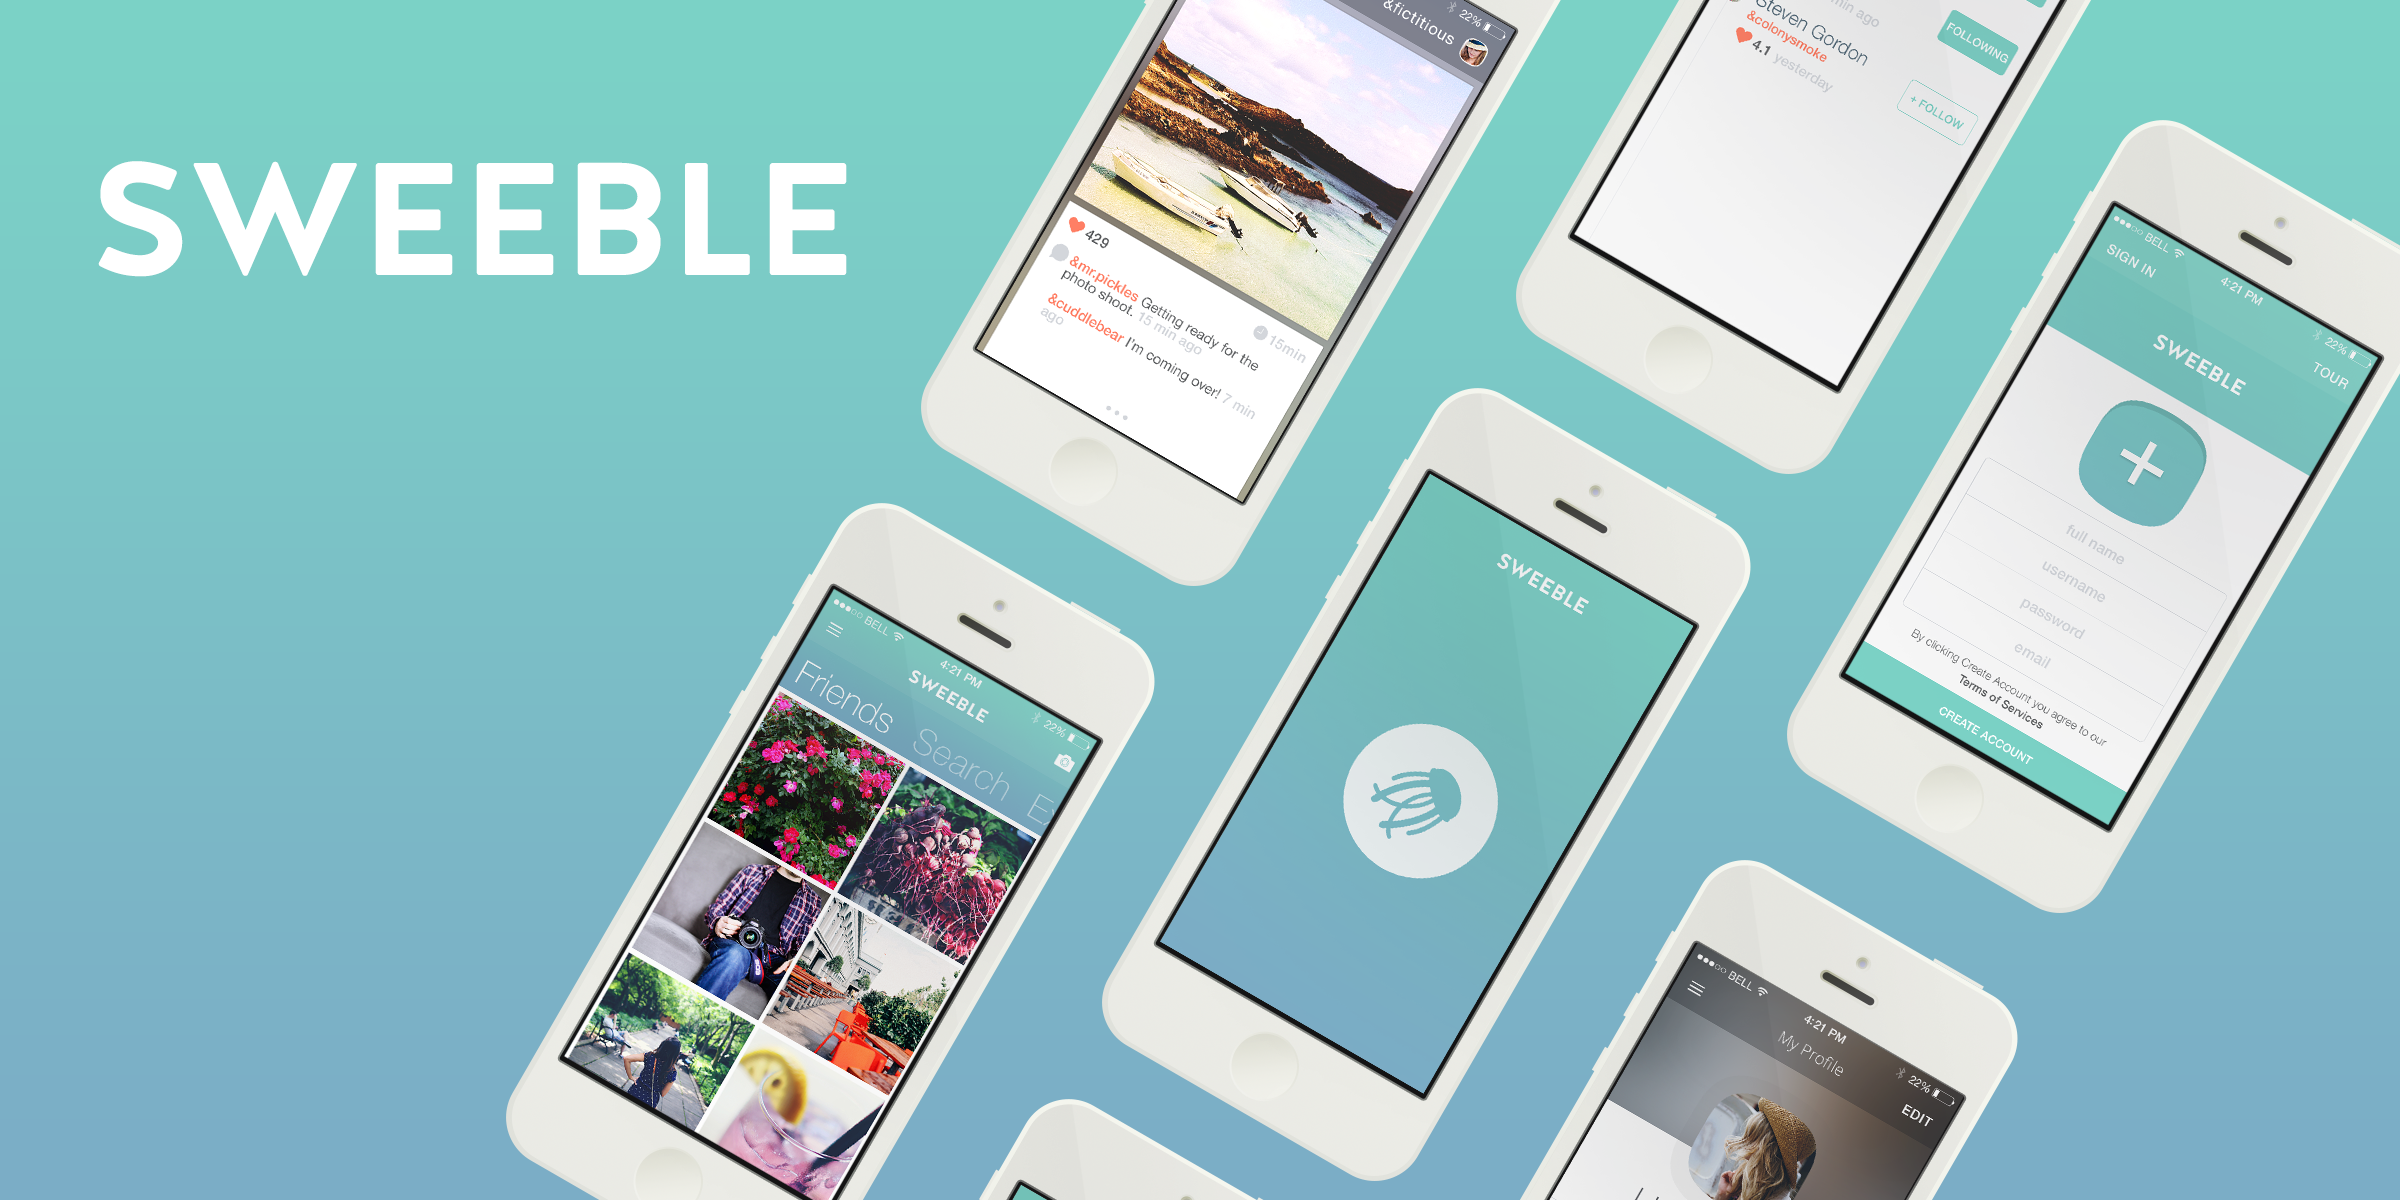 SWEEBLE
22%
&fictitious
429
&mr.pickles Getting ready for the
photo shoot. 15 min ago
&cuddlebear I'm coming over! 7 min
ago
15min
min ago
Steven Gordon
&colonysmoke
4.1 yesterday
FOLLOWING
+ FOLLOW
BELL
4:21 PM
22%
SIGN IN
SWEEBLE
TOUR
full name
username
password
email
By clicking Create Account you agree to our
Terms of Services
CREATE ACCOUNT
SWEEBLE
BELL
4:21 PM
22%
SWEEBLE
Friends Search
BELL
4:21 PM
22%
My Profile
EDIT